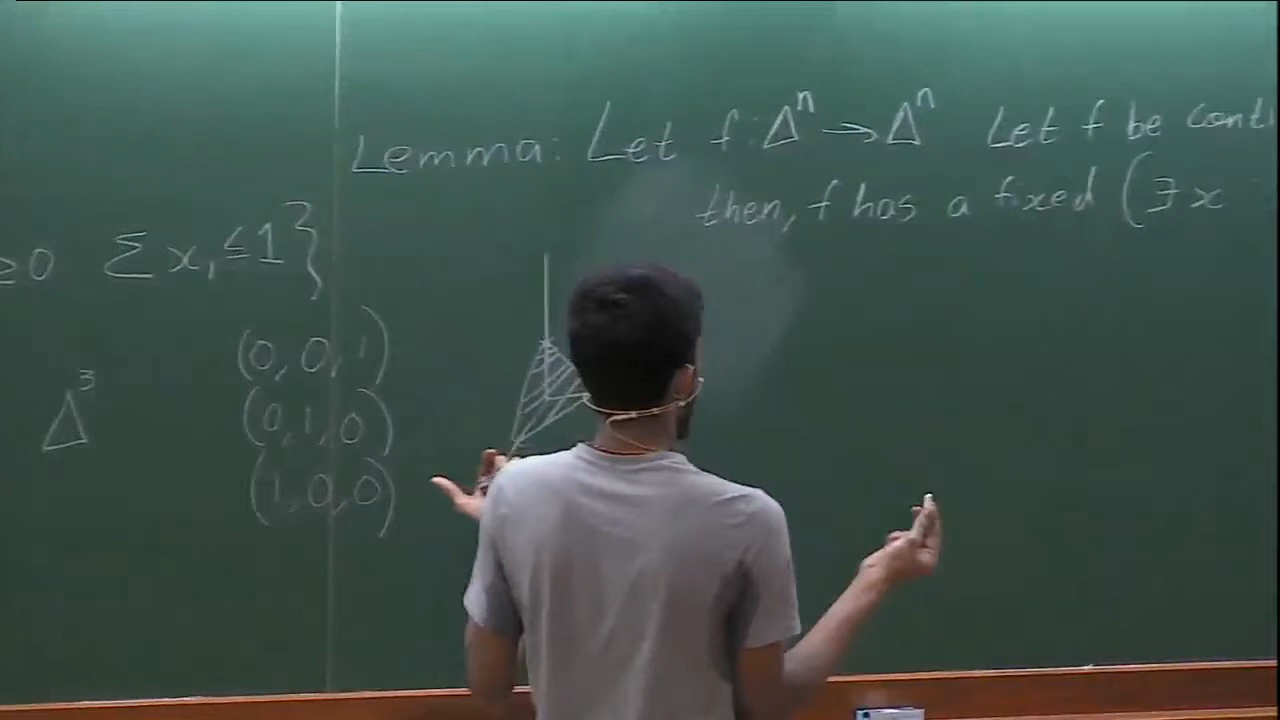 Lemma: Let f: Δⁿ → Δⁿ Let f be conti
then, f has a fixed (∃x
≥0 Σxᵢ≤1}
(0,0,1)
Δ³
(0,1,0)
(1,0,0)